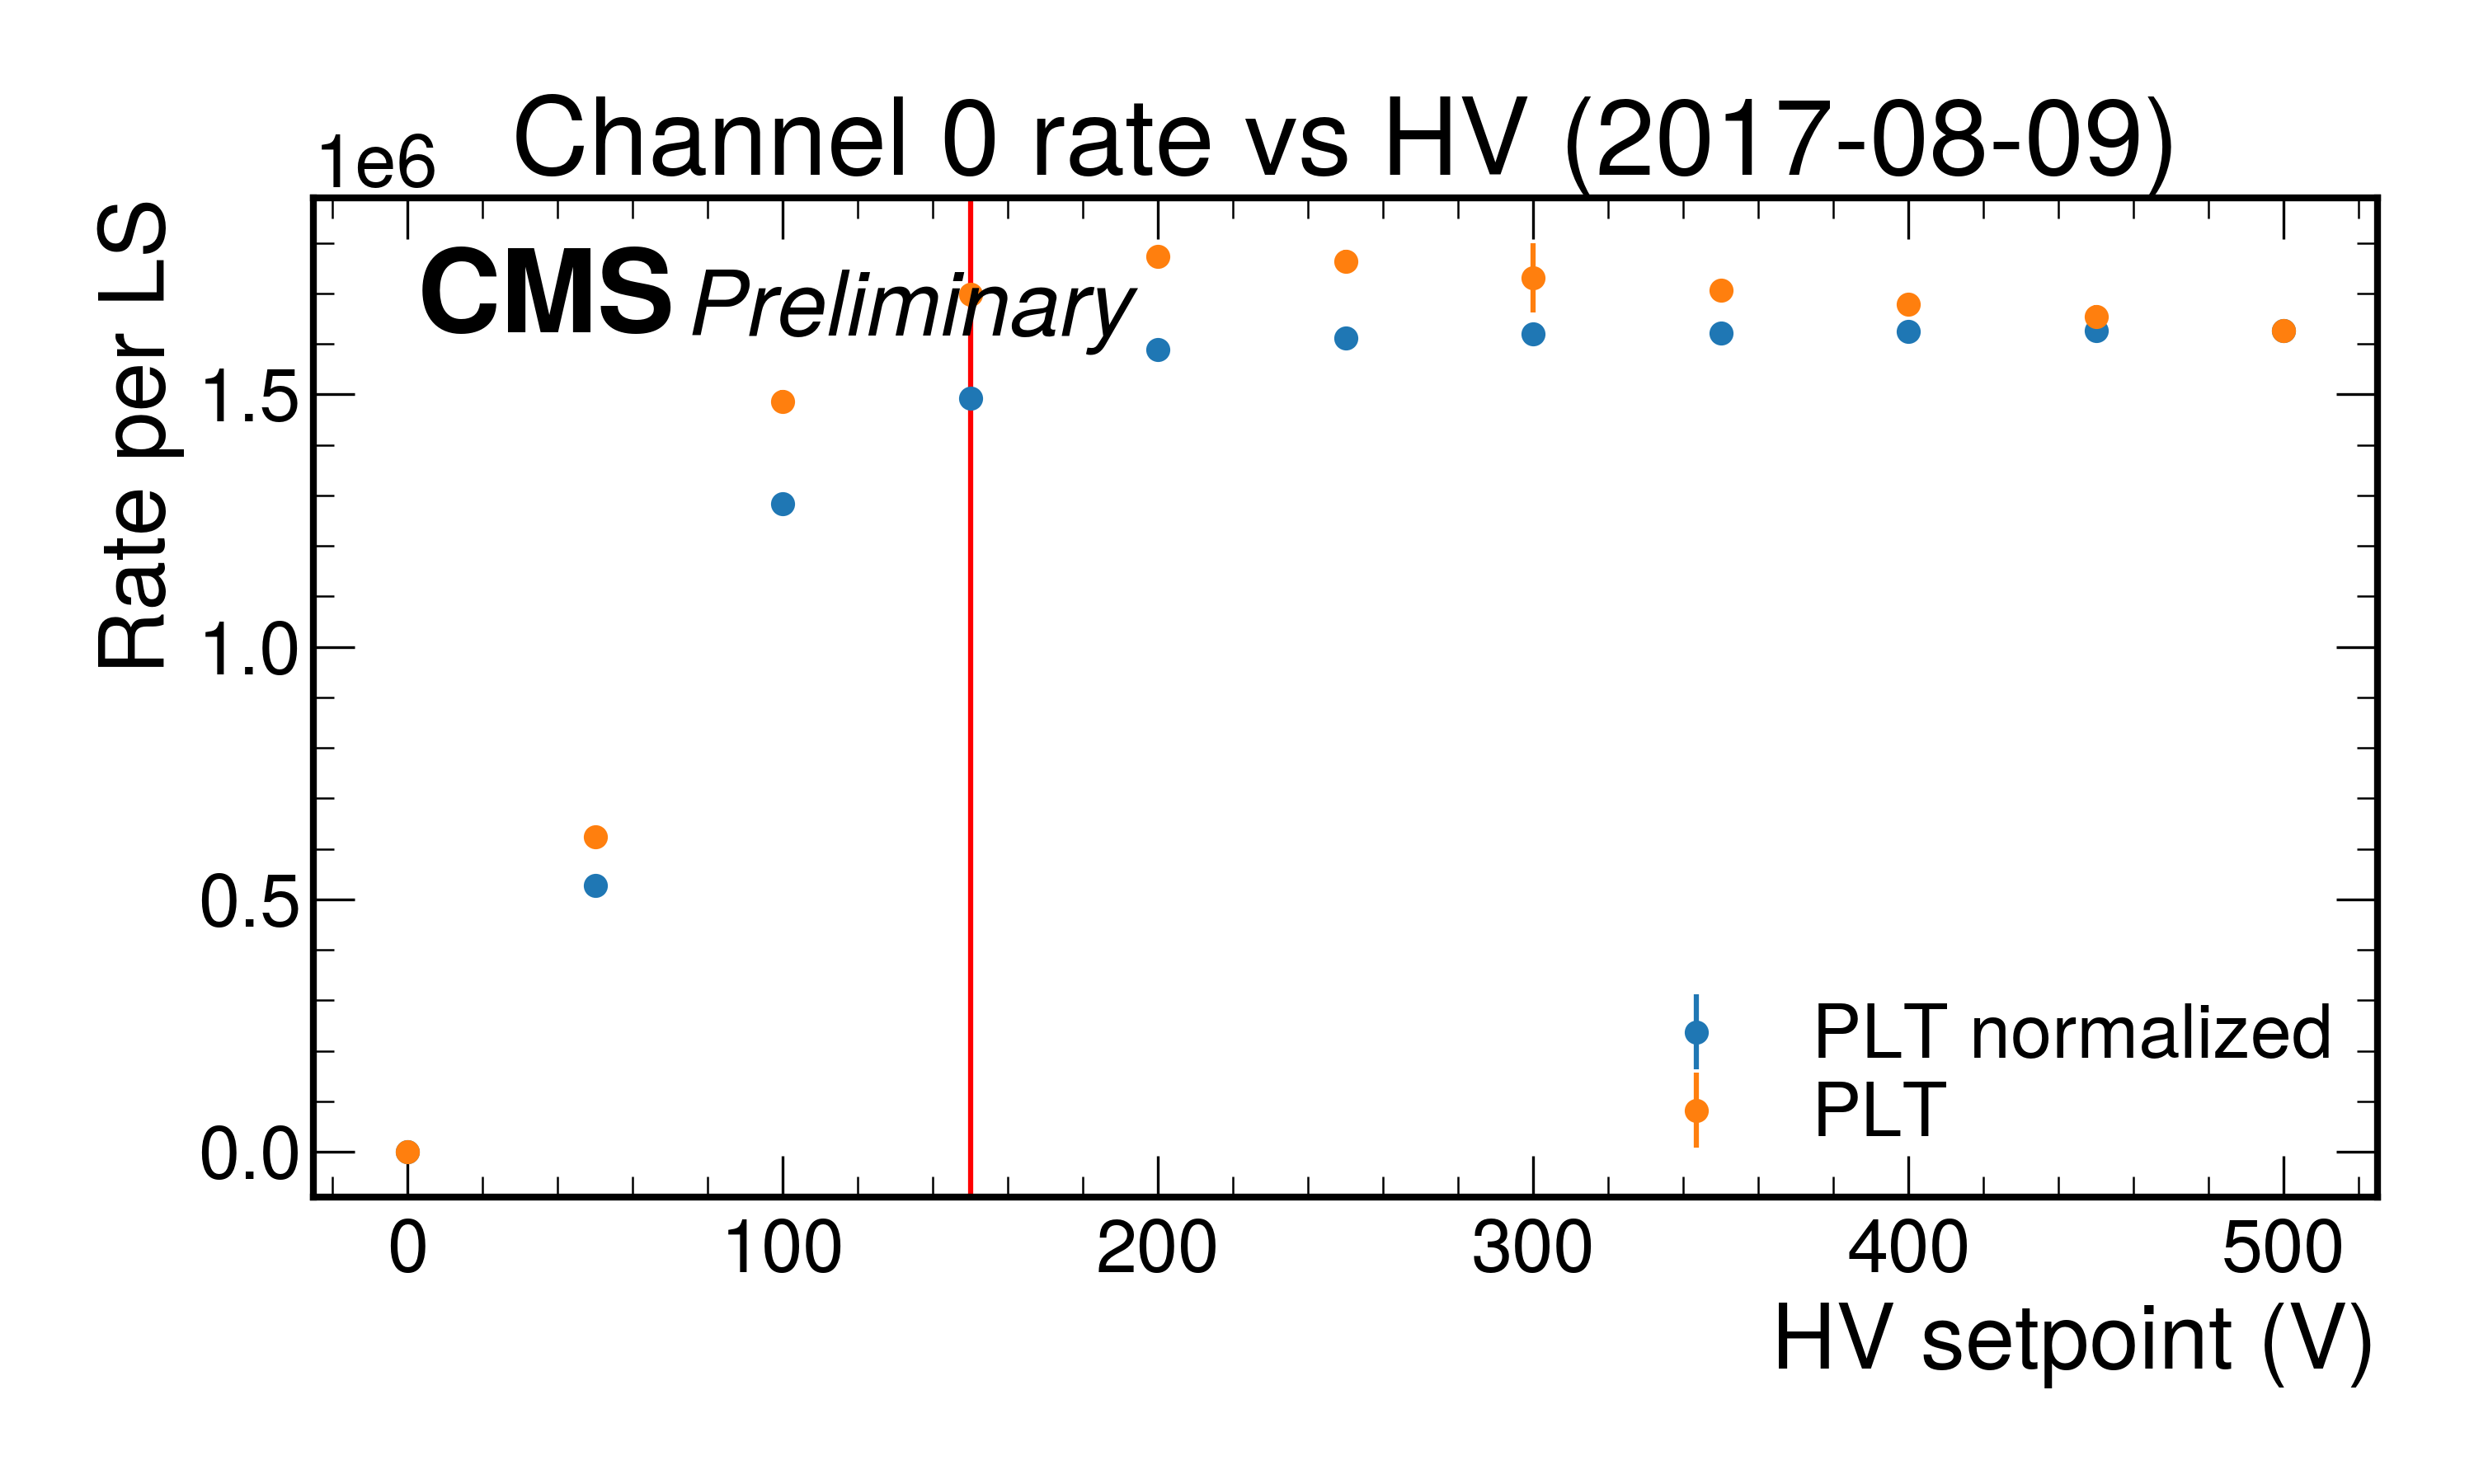 Channel 0 rate vs HV (2017-08-09)
1e6
CMS Preliminary
Rate per LS
1.5
1.0
0.5
0.0
PLT normalized
PLT
0 100 200 300 400 500
HV setpoint (V)